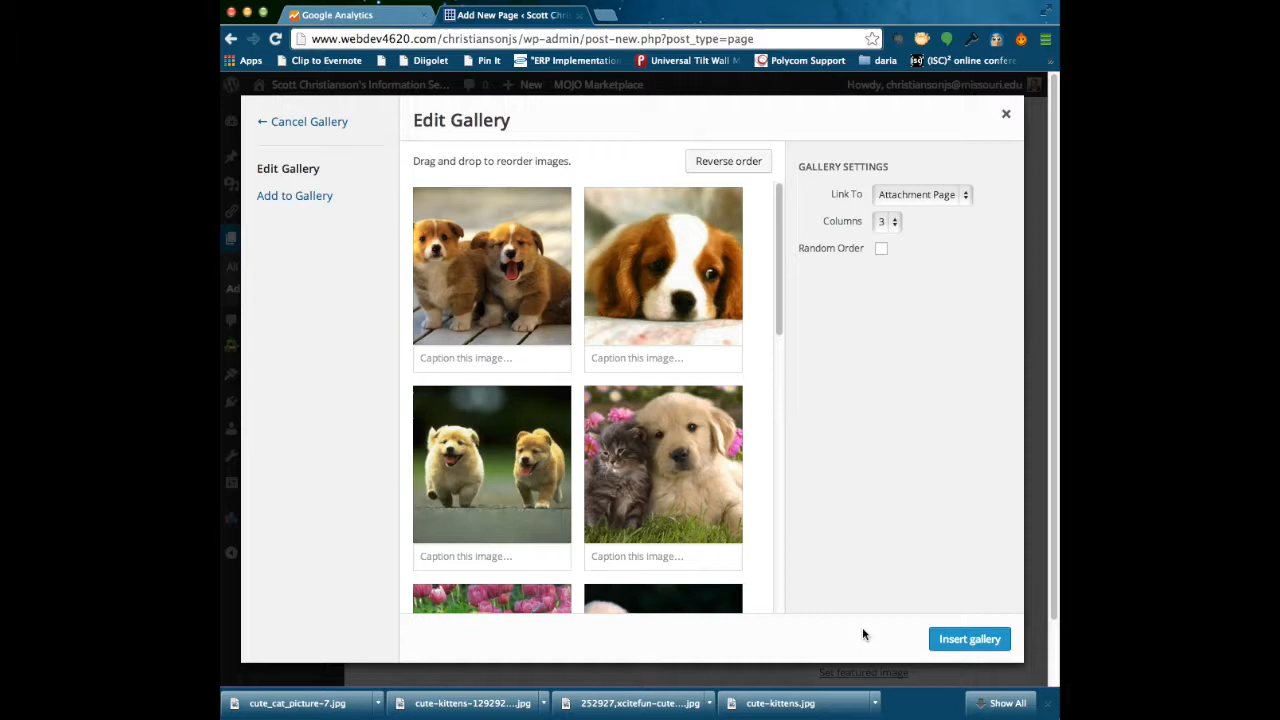 Google Analytics
Add New Page ‹ Scott Chris
www.webdev4620.com/christiansonjs/wp-admin/post-new.php?post_type=page
Apps
Clip to Evernote
Diigolet
Pin It
"ERP Implementation
Universal Tilt Wall M
Polycom Support
daria
(ISC)² online confere
Scott Christianson's Information Se...
0
New
MOJO Marketplace
Howdy, christiansonjs@missouri.edu
← Cancel Gallery
Edit Gallery
Add to Gallery
Edit Gallery
Drag and drop to reorder images.
Reverse order
Caption this image...
Caption this image...
Caption this image...
Caption this image...
GALLERY SETTINGS
Link To
Attachment Page
Columns
3
Random Order
All
Ad
Insert gallery
Set featured image
cute_cat_picture-7.jpg
cute-kittens-129292....jpg
252927,xcitefun-cute-....jpg
cute-kittens.jpg
Show All